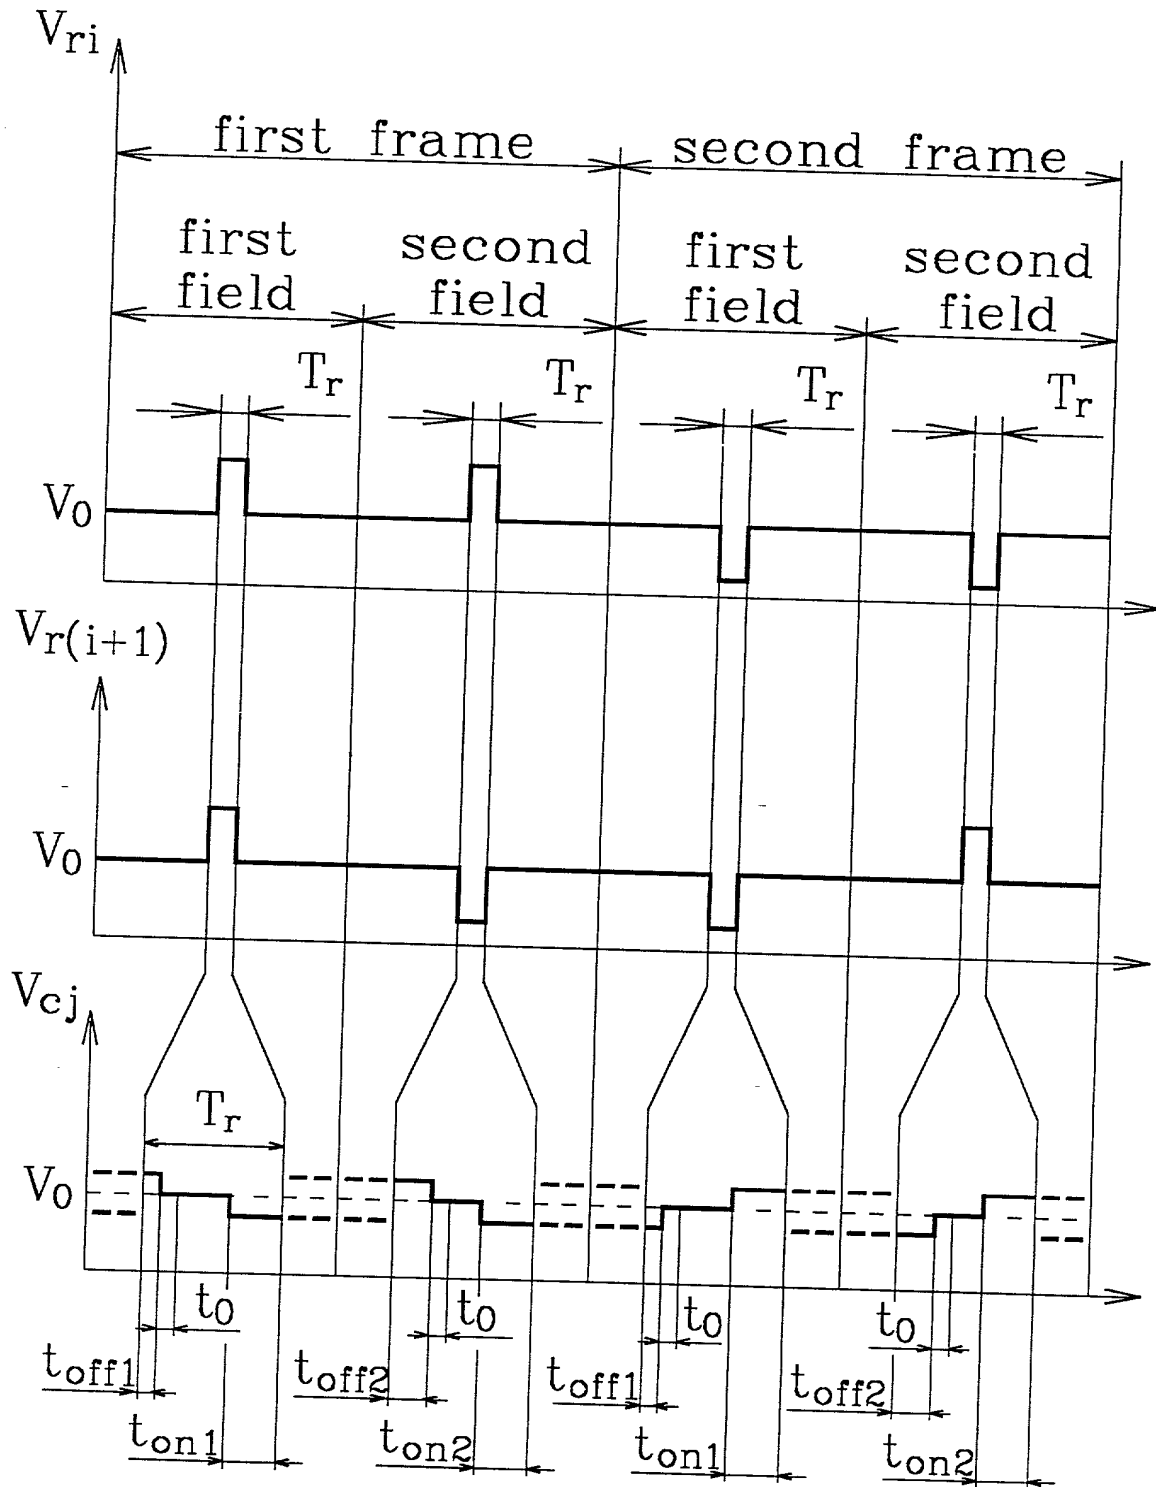 Vri
first frame
second frame
first field
second field
first field
second field
Tr
Tr
Tr
Tr
V0
Vr(i+1)
V0
Vcj
Tr
V0
t0
t0
t0
t0
toff1
toff2
toff1
toff2
ton1
ton2
ton1
ton2